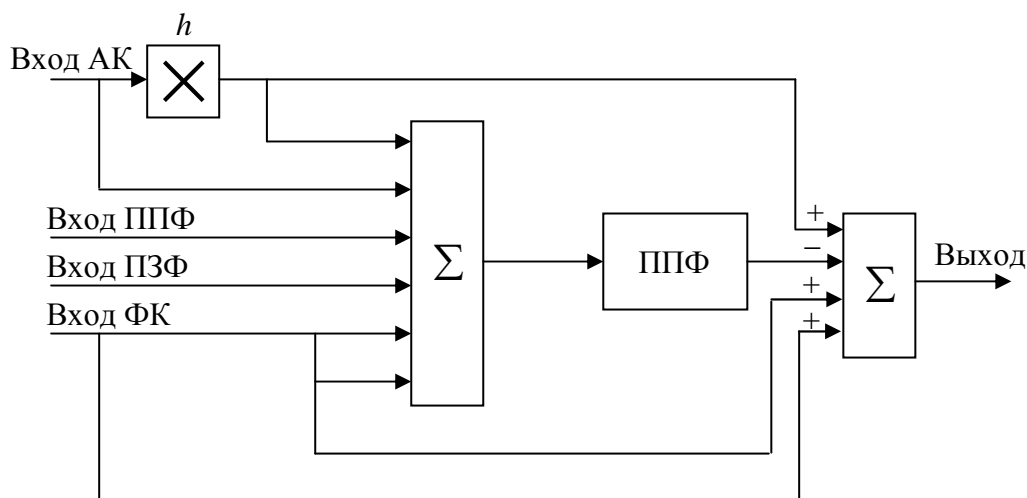 h
Вход АК
Вход ППФ
Вход ПЗФ
Вход ФК
Σ
ППФ
+
−
+
+
Σ
Выход